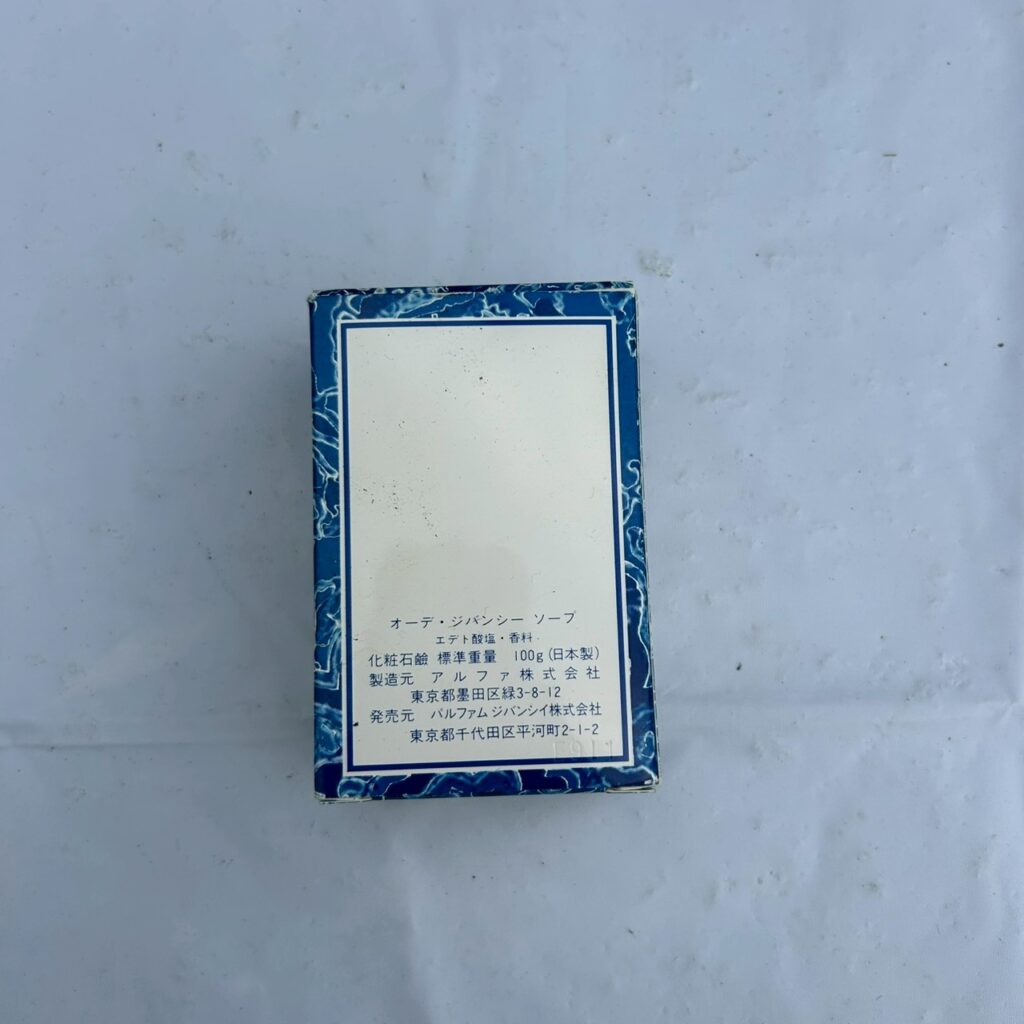 オーデ・ジバンシー ソープ
エデト酸塩・香料
化粧石鹼 標準重量 100g(日本製)
製造元 アルファ株式会社
東京都墨田区緑3-8-12
発売元 パルファムジバンシイ株式会社
東京都千代田区平河町2-1-2